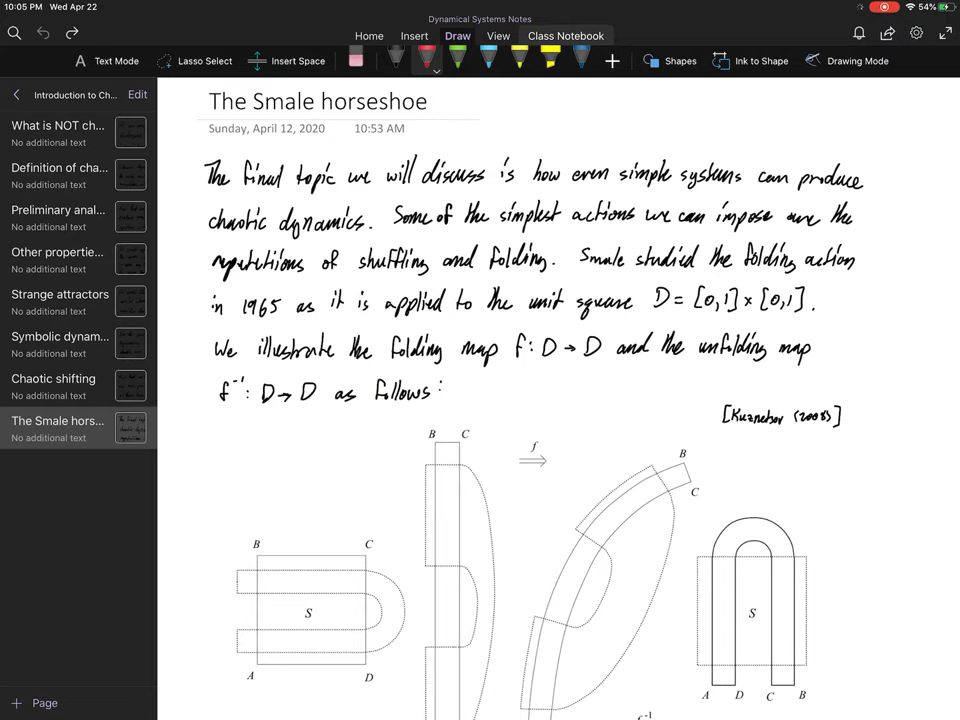 10:05 PM Wed Apr 22
54%
Dynamical Systems Notes
Home Insert Draw View Class Notebook
Text Mode Lasso Select Insert Space Shapes Ink to Shape Drawing Mode
Introduction to Ch... Edit
What is NOT ch...
No additional text
Definition of cha...
No additional text
Preliminary anal...
No additional text
Other propertie...
No additional text
Strange attractors
No additional text
Symbolic dynam...
No additional text
Chaotic shifting
No additional text
The Smale hors...
No additional text
Page
The Smale horseshoe
Sunday, April 12, 2020 10:53 AM
The final topic we will discuss is how even simple systems can produce
chaotic dynamics. Some of the simplest actions we can impose are the
repetitions of shuffling and folding. Smale studied the folding action
in 1965 as it is applied to the unit square D = [0,1] × [0,1].
We illustrate the folding map f: D → D and the unfolding map
f⁻¹: D → D as follows:
[Kuznetsov (2008)]
B C f B
C
B C
S S
A D A D C B
f⁻¹